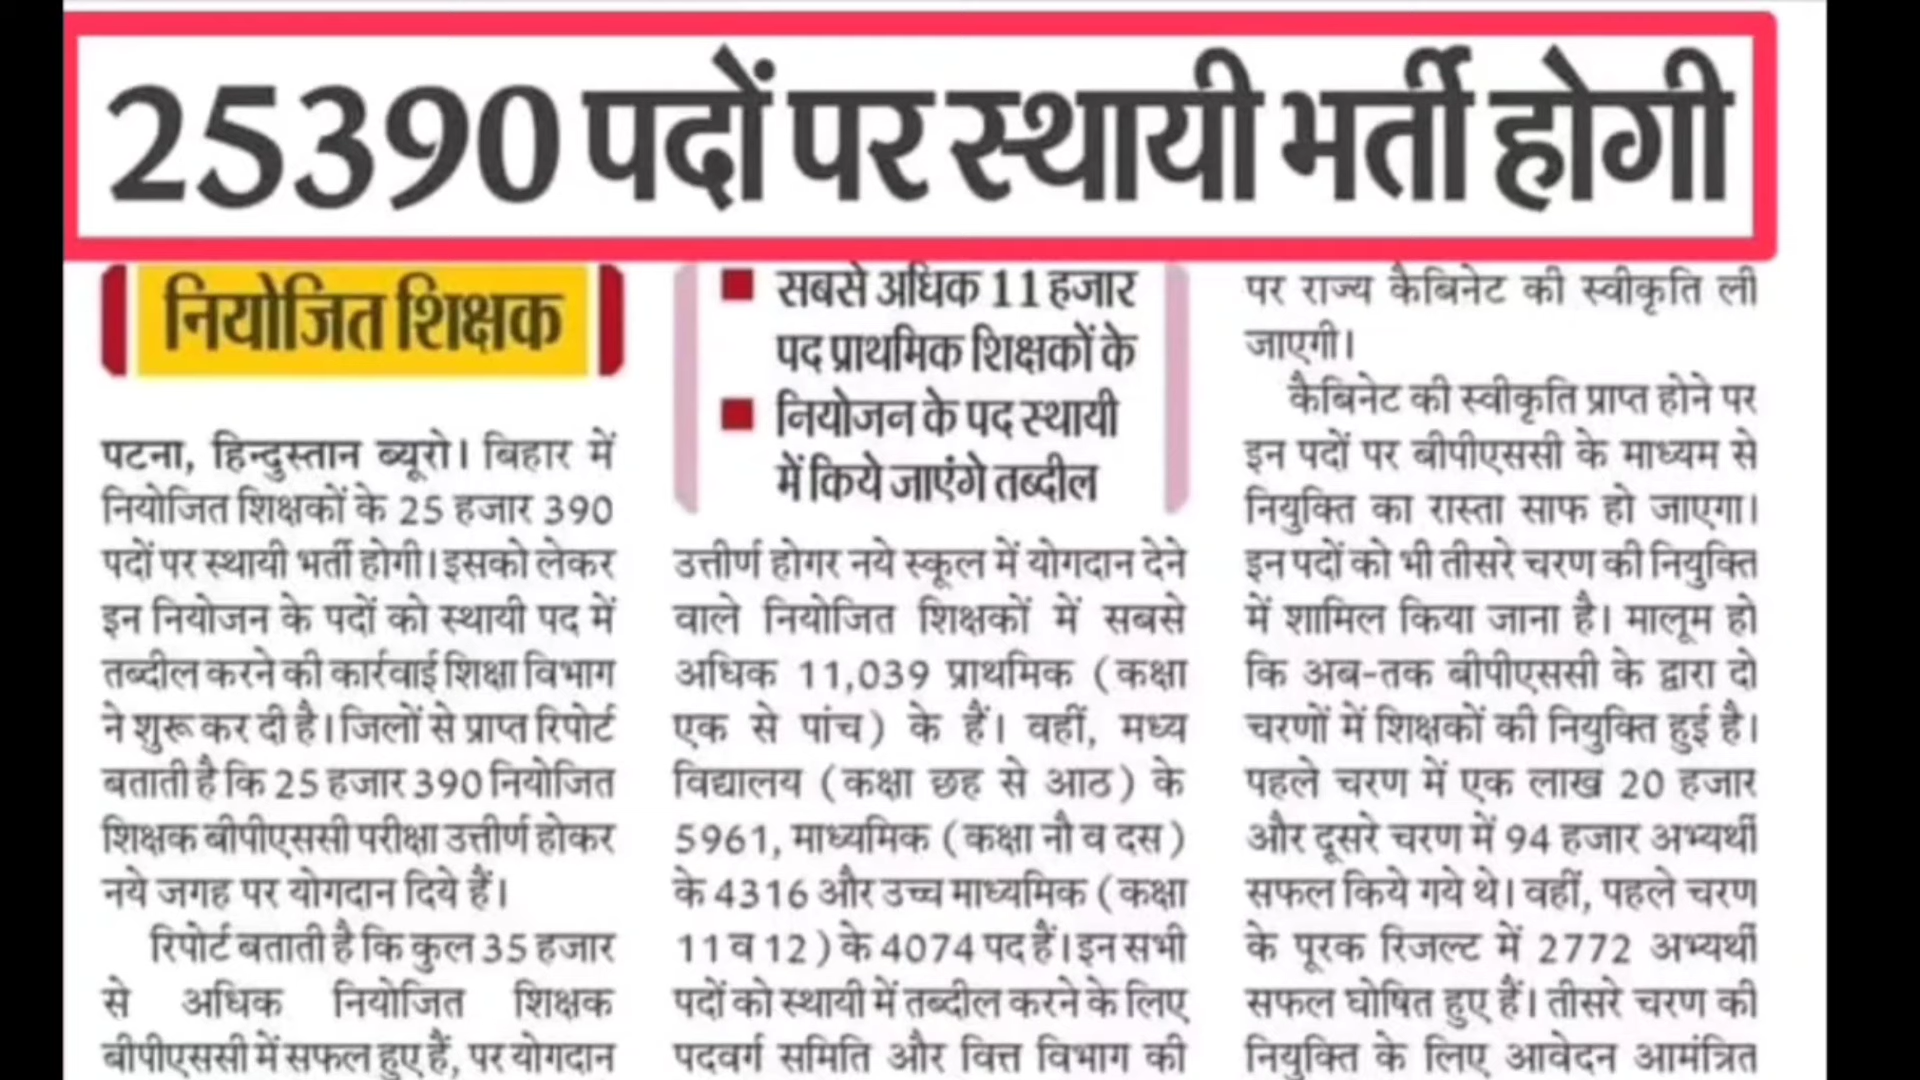 25390 पदों पर स्थायी भर्ती होगी
नियोजित शिक्षक
पटना, हिन्दुस्तान ब्यूरो। बिहार में
नियोजित शिक्षकों के 25 हजार 390
पदों पर स्थायी भर्ती होगी। इसको लेकर
इन नियोजन के पदों को स्थायी पद में
तब्दील करने की कार्रवाई शिक्षा विभाग
ने शुरू कर दी है। जिलों से प्राप्त रिपोर्ट
बताती है कि 25 हजार 390 नियोजित
शिक्षक बीपीएससी परीक्षा उत्तीर्ण होकर
नये जगह पर योगदान दिये हैं।
रिपोर्ट बताती है कि कुल 35 हजार
से अधिक नियोजित शिक्षक
बीपीएससी में सफल हुए हैं, पर योगदान
■ सबसे अधिक 11 हजार
पद प्राथमिक शिक्षकों के
■ नियोजन के पद स्थायी
में किये जाएंगे तब्दील
उत्तीर्ण होगर नये स्कूल में योगदान देने
वाले नियोजित शिक्षकों में सबसे
अधिक 11,039 प्राथमिक (कक्षा
एक से पांच) के हैं। वहीं, मध्य
विद्यालय (कक्षा छह से आठ) के
5961, माध्यमिक (कक्षा नौ व दस)
के 4316 और उच्च माध्यमिक (कक्षा
11 व 12) के 4074 पद हैं। इन सभी
पदों को स्थायी में तब्दील करने के लिए
पदवर्ग समिति और वित्त विभाग की
पर राज्य कैबिनेट की स्वीकृति ली
जाएगी।
कैबिनेट की स्वीकृति प्राप्त होने पर
इन पदों पर बीपीएससी के माध्यम से
नियुक्ति का रास्ता साफ हो जाएगा।
इन पदों को भी तीसरे चरण की नियुक्ति
में शामिल किया जाना है। मालूम हो
कि अब-तक बीपीएससी के द्वारा दो
चरणों में शिक्षकों की नियुक्ति हुई है।
पहले चरण में एक लाख 20 हजार
और दूसरे चरण में 94 हजार अभ्यर्थी
सफल किये गये थे। वहीं, पहले चरण
के पूरक रिजल्ट में 2772 अभ्यर्थी
सफल घोषित हुए हैं। तीसरे चरण की
नियुक्ति के लिए आवेदन आमंत्रित